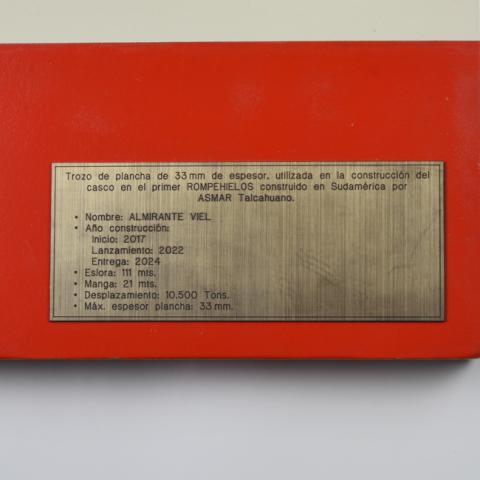 Trozo de plancha de 33 mm de espesor, utilizada en la construcción del
casco en el primer ROMPEHIELOS construido en Sudamérica por
ASMAR Talcahuano.
• Nombre: ALMIRANTE VIEL
• Año construcción:
Inicio: 2017
Lanzamiento: 2022
Entrega: 2024
• Eslora: 111 mts.
• Manga: 21 mts.
• Desplazamiento: 10.500 Tons.
• Máx. espesor plancha: 33 mm.